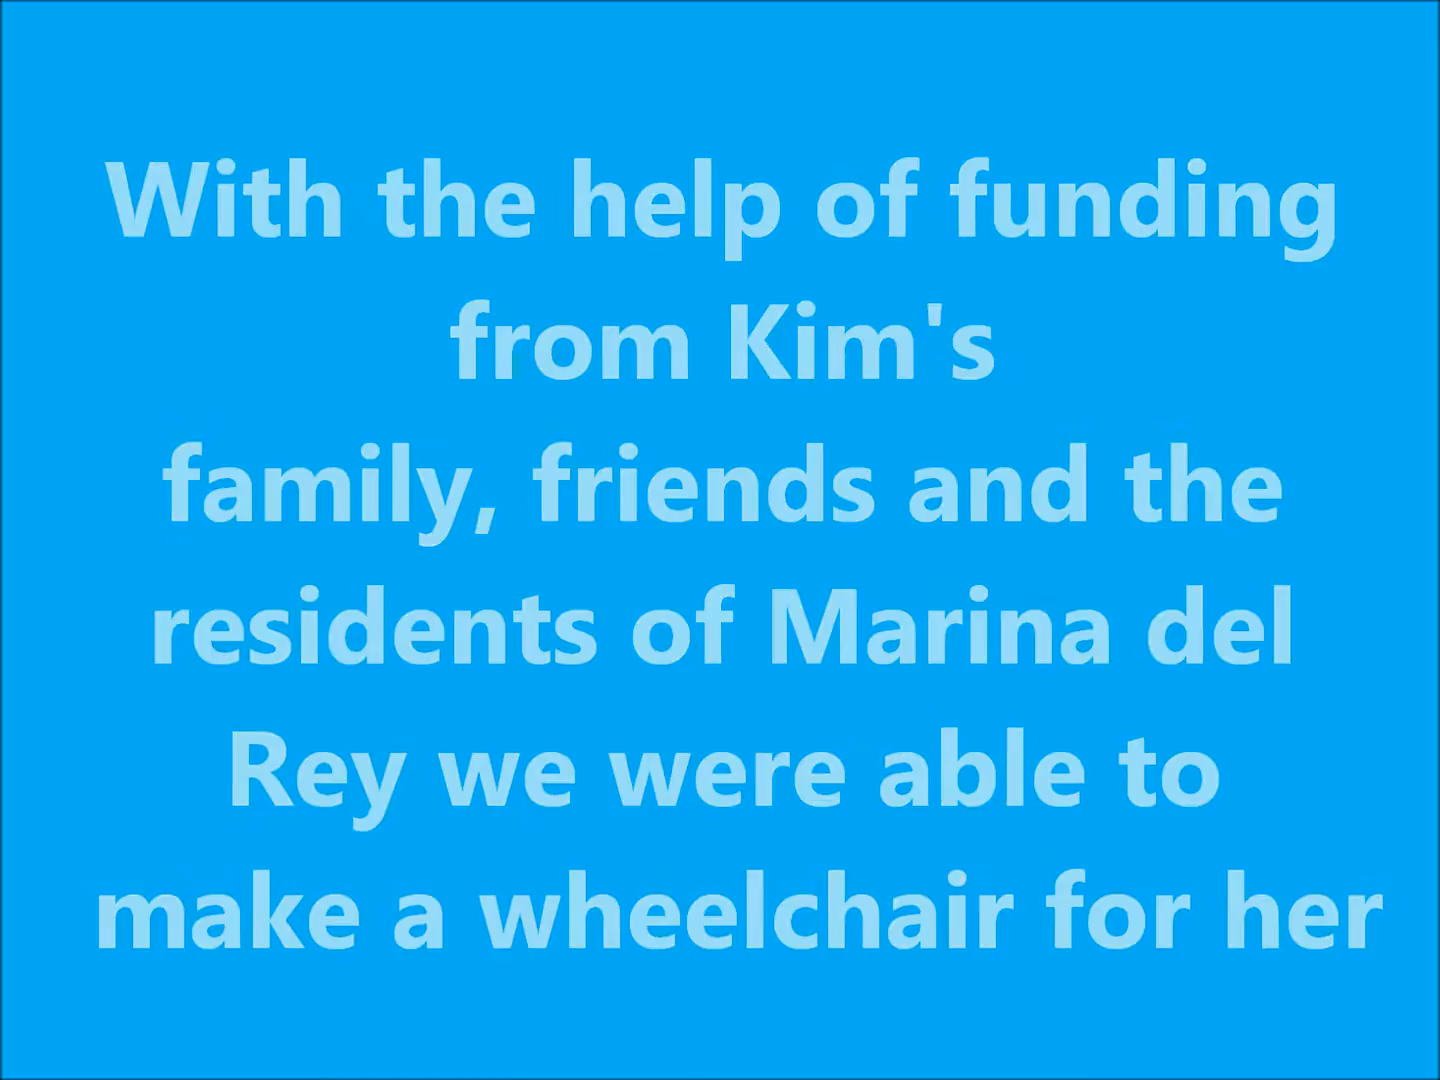 With the help of funding
from Kim's
family, friends and the
residents of Marina del
Rey we were able to
make a wheelchair for her